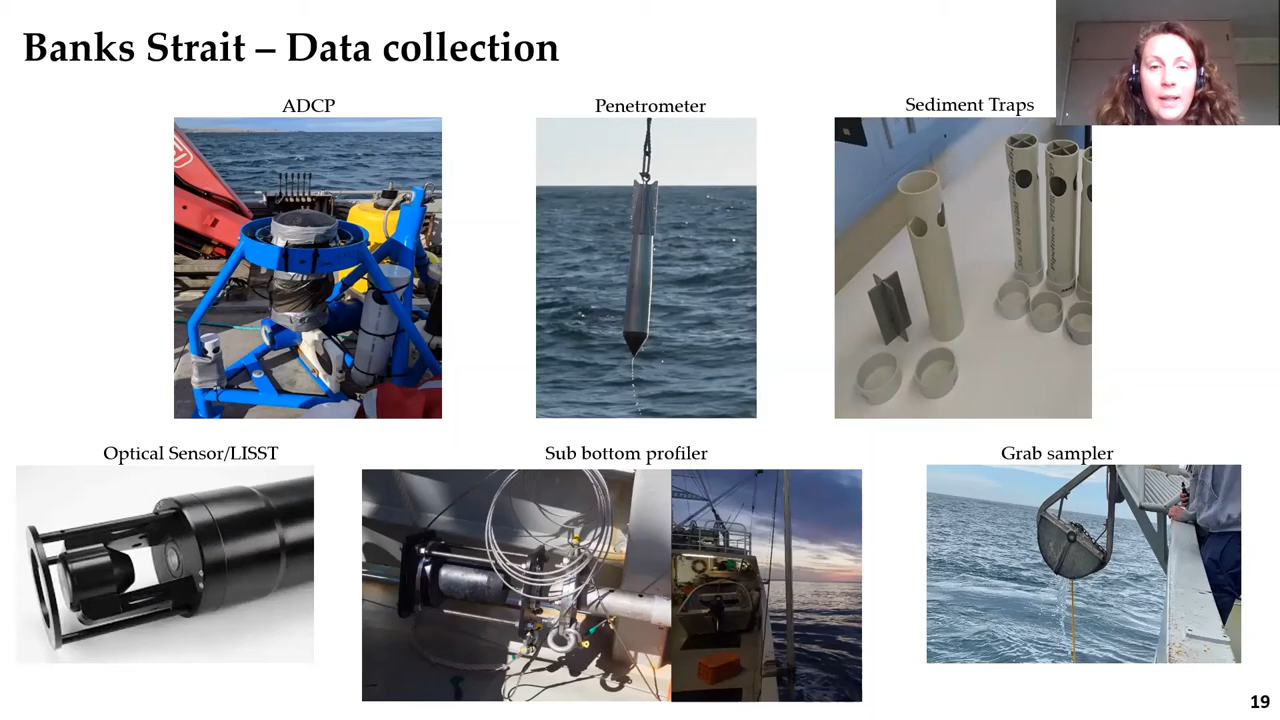 Banks Strait – Data collection
ADCP
Penetrometer
Sediment Traps
Optical Sensor/LISST
Sub bottom profiler
Grab sampler
19